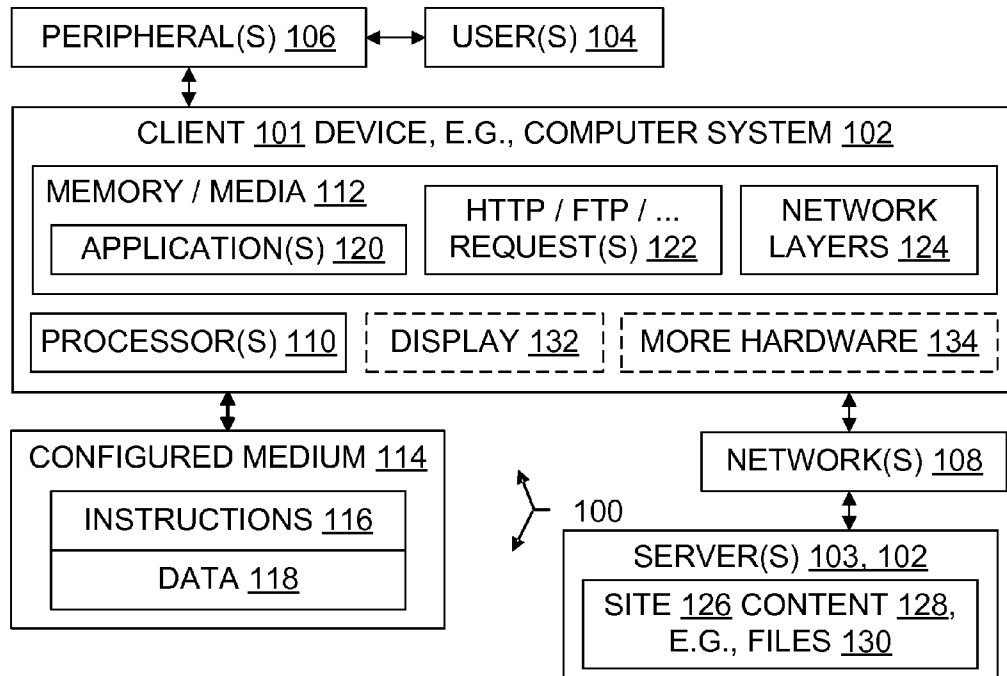 PERIPHERAL(S) 106
USER(S) 104
CLIENT 101 DEVICE, E.G., COMPUTER SYSTEM 102
MEMORY / MEDIA 112
APPLICATION(S) 120
HTTP / FTP / ...
REQUEST(S) 122
NETWORK
LAYERS 124
PROCESSOR(S) 110
DISPLAY 132
MORE HARDWARE 134
CONFIGURED MEDIUM 114
INSTRUCTIONS 116
DATA 118
100
NETWORK(S) 108
SERVER(S) 103, 102
SITE 126 CONTENT 128,
E.G., FILES 130